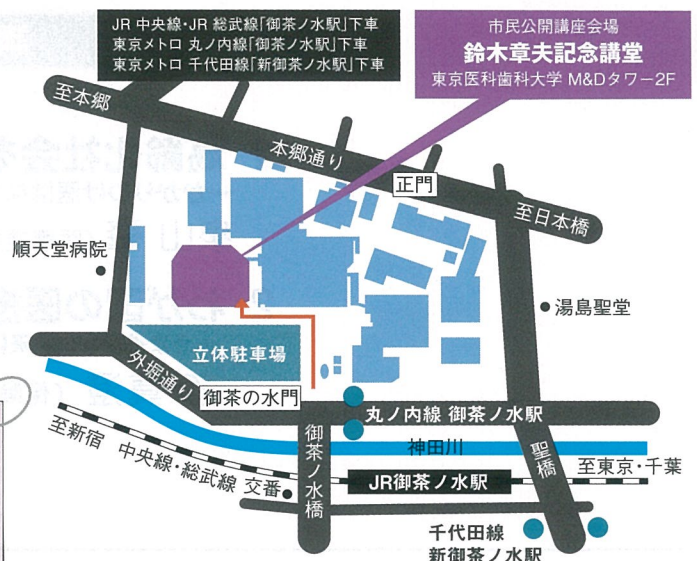 JR 中央線・JR 総武線「御茶ノ水駅」下車
東京メトロ 丸ノ内線「御茶ノ水駅」下車
東京メトロ 千代田線「新御茶ノ水駅」下車
市民公開講座会場
鈴木章夫記念講堂
東京医科歯科大学 M&Dタワー2F
至本郷
本郷通り
正門
至日本橋
順天堂病院
湯島聖堂
立体駐車場
外堀通り
御茶の水門
丸ノ内線 御茶ノ水駅
神田川
至新宿
中央線・総武線
交番
御茶ノ水橋
JR御茶ノ水駅
聖橋
至東京・千葉
千代田線
新御茶ノ水駅